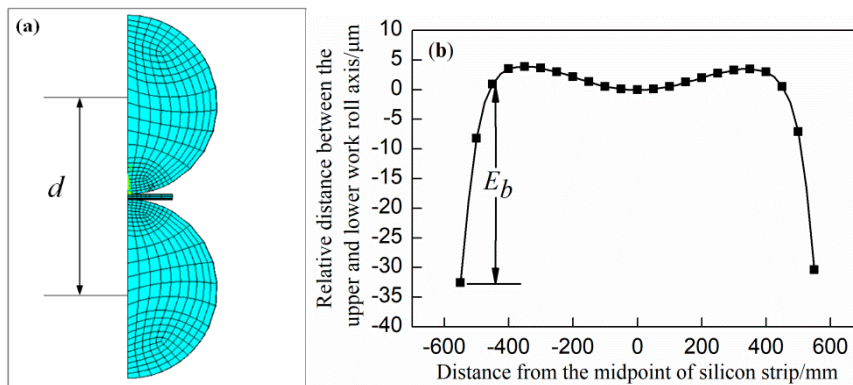 (a)
d
(b)
Relative distance between the
upper and lower work roll axis/μm
10
5
0
-5
-10
-15
-20
-25
-30
-35
-40
E_b
-600 -400 -200 0 200 400 600
Distance from the midpoint of silicon strip/mm